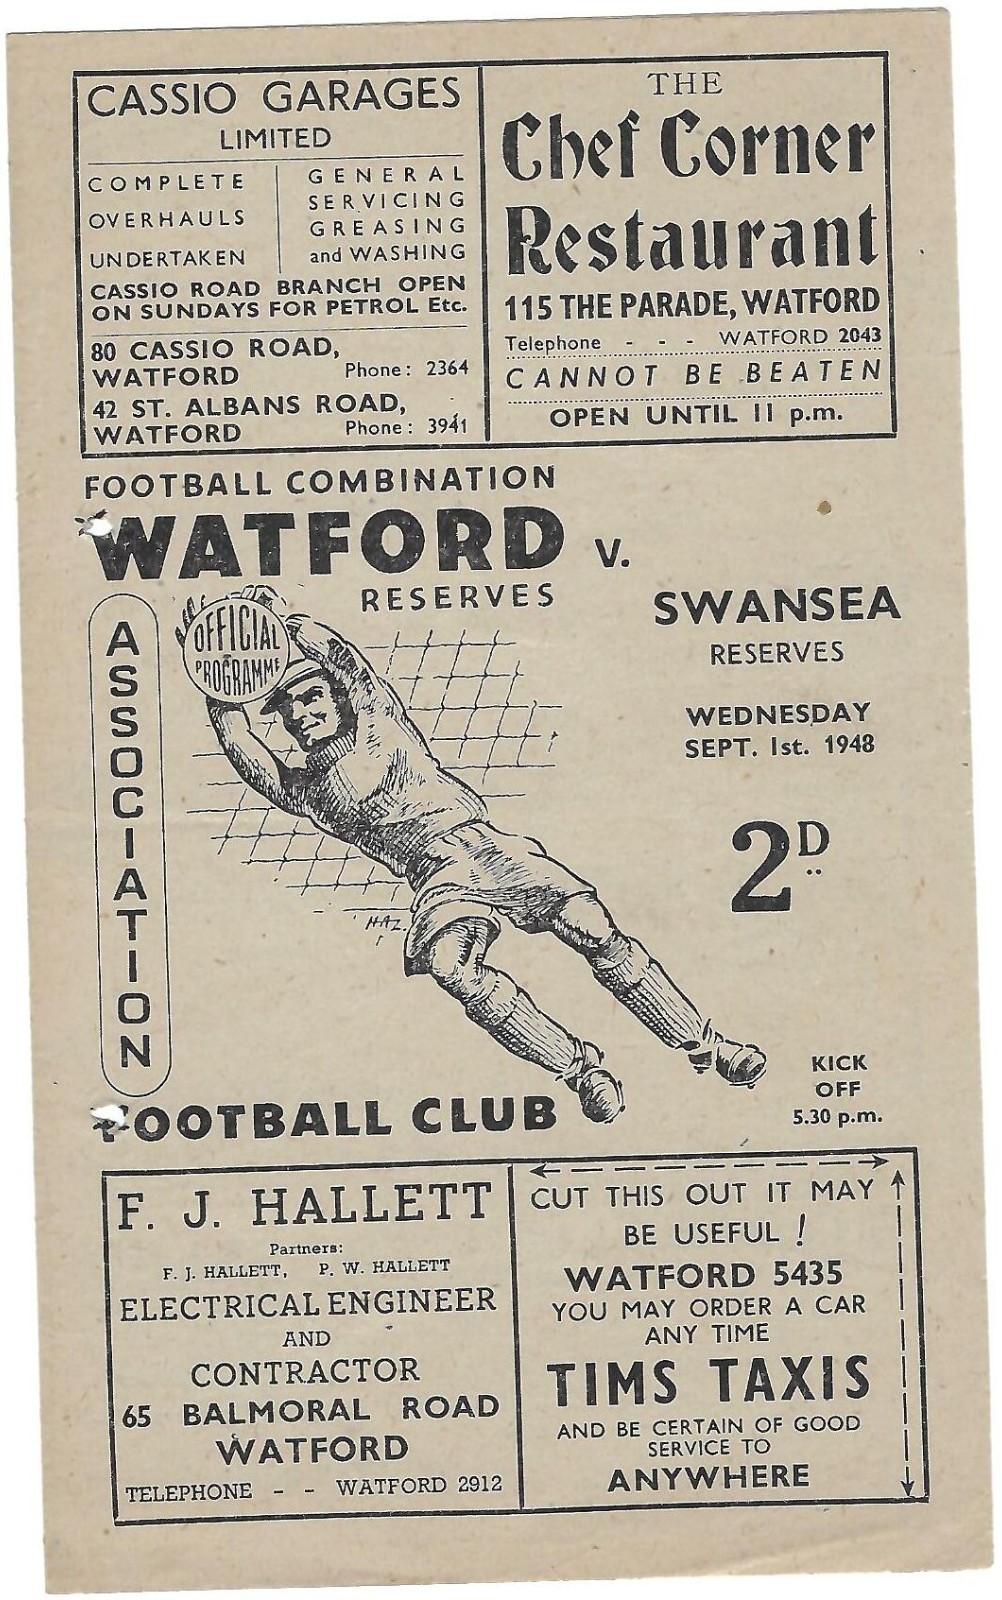 CASSIO GARAGES
LIMITED
COMPLETE
OVERHAULS
UNDERTAKEN
GENERAL
SERVICING
GREASING
and WASHING
CASSIO ROAD BRANCH OPEN
ON SUNDAYS FOR PETROL Etc.
80 CASSIO ROAD,
WATFORD Phone: 2364
42 ST. ALBANS ROAD,
WATFORD Phone: 3941
THE
Chef Corner
Restaurant
115 THE PARADE, WATFORD
Telephone - - - WATFORD 2043
CANNOT BE BEATEN
OPEN UNTIL 11 p.m.
FOOTBALL COMBINATION
WATFORD v.
RESERVES
SWANSEA
RESERVES
WEDNESDAY
SEPT. 1st. 1948
2D
ASSOCIATION
OFFICIAL
PROGRAMME
HAZ.
KICK
OFF
5.30 p.m.
FOOTBALL CLUB
F. J. HALLETT
Partners:
F. J. HALLETT, P. W. HALLETT
ELECTRICAL ENGINEER
AND
CONTRACTOR
65 BALMORAL ROAD
WATFORD
TELEPHONE - - WATFORD 2912
CUT THIS OUT IT MAY
BE USEFUL !
WATFORD 5435
YOU MAY ORDER A CAR
ANY TIME
TIMS TAXIS
AND BE CERTAIN OF GOOD
SERVICE TO
ANYWHERE